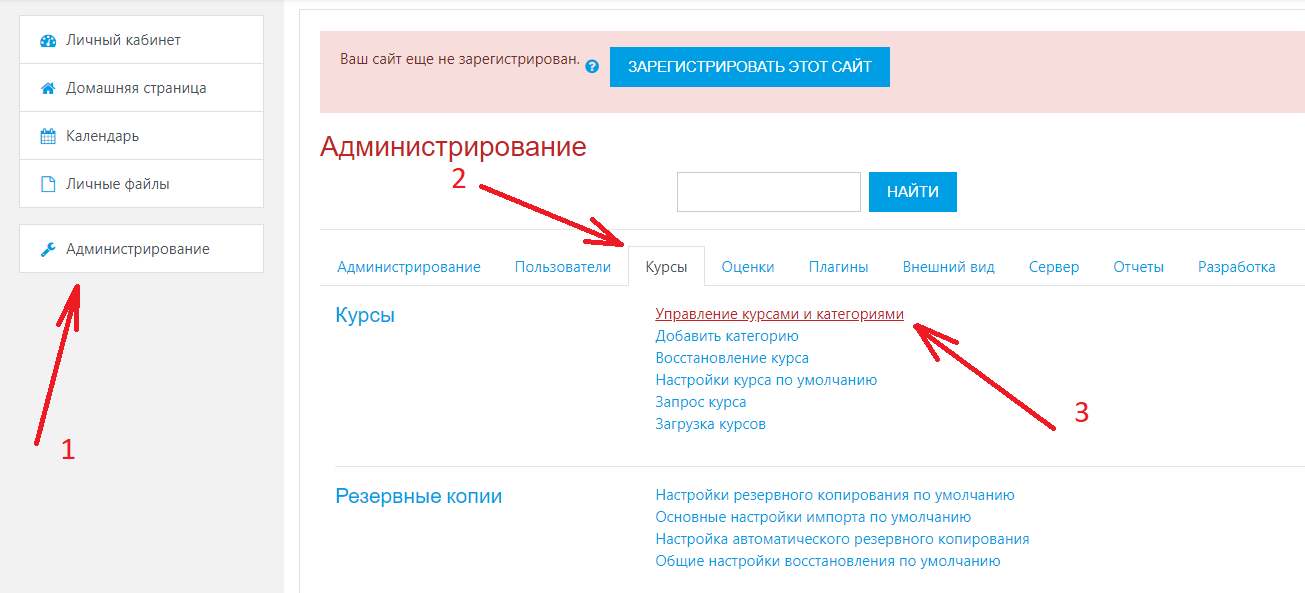 Личный кабинет
Домашняя страница
Календарь
Личные файлы
Администрирование
1
Ваш сайт еще не зарегистрирован. ? ЗАРЕГИСТРИРОВАТЬ ЭТОТ САЙТ
Администрирование
2
НАЙТИ
Администрирование Пользователи Курсы Оценки Плагины Внешний вид Сервер Отчеты Разработка
Курсы
Управление курсами и категориями
Добавить категорию
Восстановление курса
Настройки курса по умолчанию
Запрос курса
Загрузка курсов
3
Резервные копии
Настройки резервного копирования по умолчанию
Основные настройки импорта по умолчанию
Настройка автоматического резервного копирования
Общие настройки восстановления по умолчанию